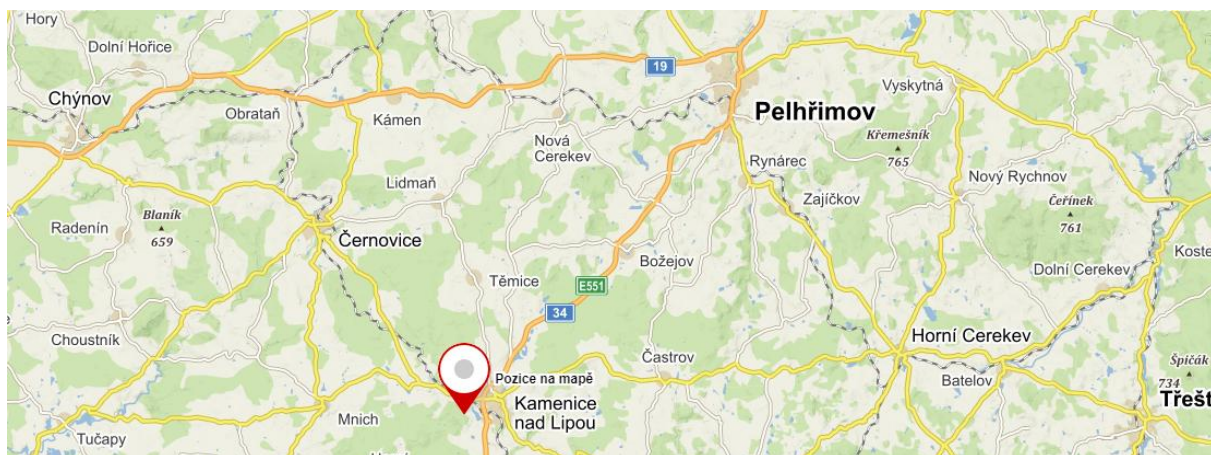 Hory
Dolní Hořice
19
Chýnov
Obrataň
Kámen
Pelhřimov
Vyskytná
Nová
Cerekev
Křemešník
765
Rynárec
Lidmaň
Nový Rychnov
Zajíčkov
Čeřínek
761
Blaník
659
Radenín
Černovice
Božejov
Koste
Těmice
E551
Dolní Cerekev
34
Choustník
Horní Cerekev
Častrov
Špičák
734
Batelov
Pozice na mapě
Třešť
Kamenice
nad Lipou
Mnich
Tučapy